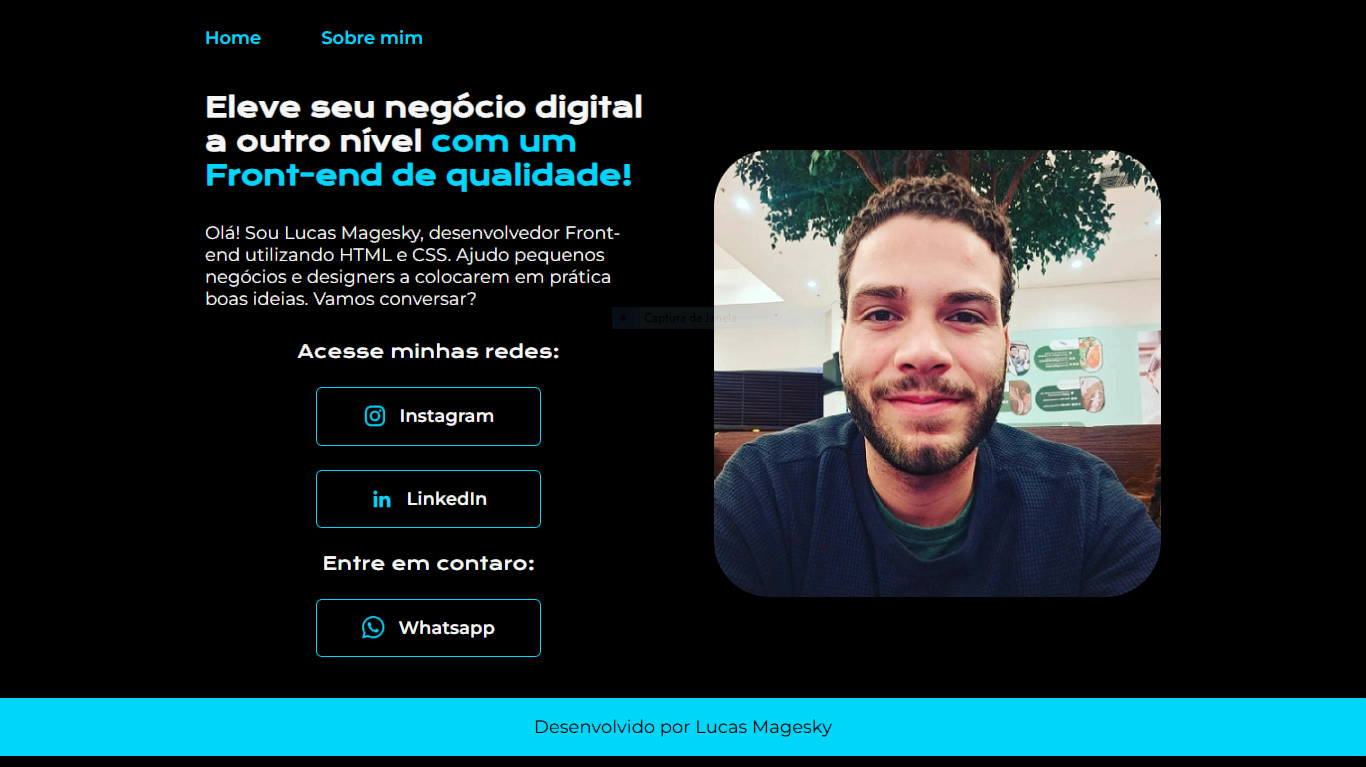 Home
Sobre mim
Eleve seu negócio digital
a outro nível com um
Front-end de qualidade!
Olá! Sou Lucas Magesky, desenvolvedor Front-
end utilizando HTML e CSS. Ajudo pequenos
negócios e designers a colocarem em prática
boas ideias. Vamos conversar?
Captura de Janela
Acesse minhas redes:
Instagram
LinkedIn
Entre em contaro:
Whatsapp
Desenvolvido por Lucas Magesky